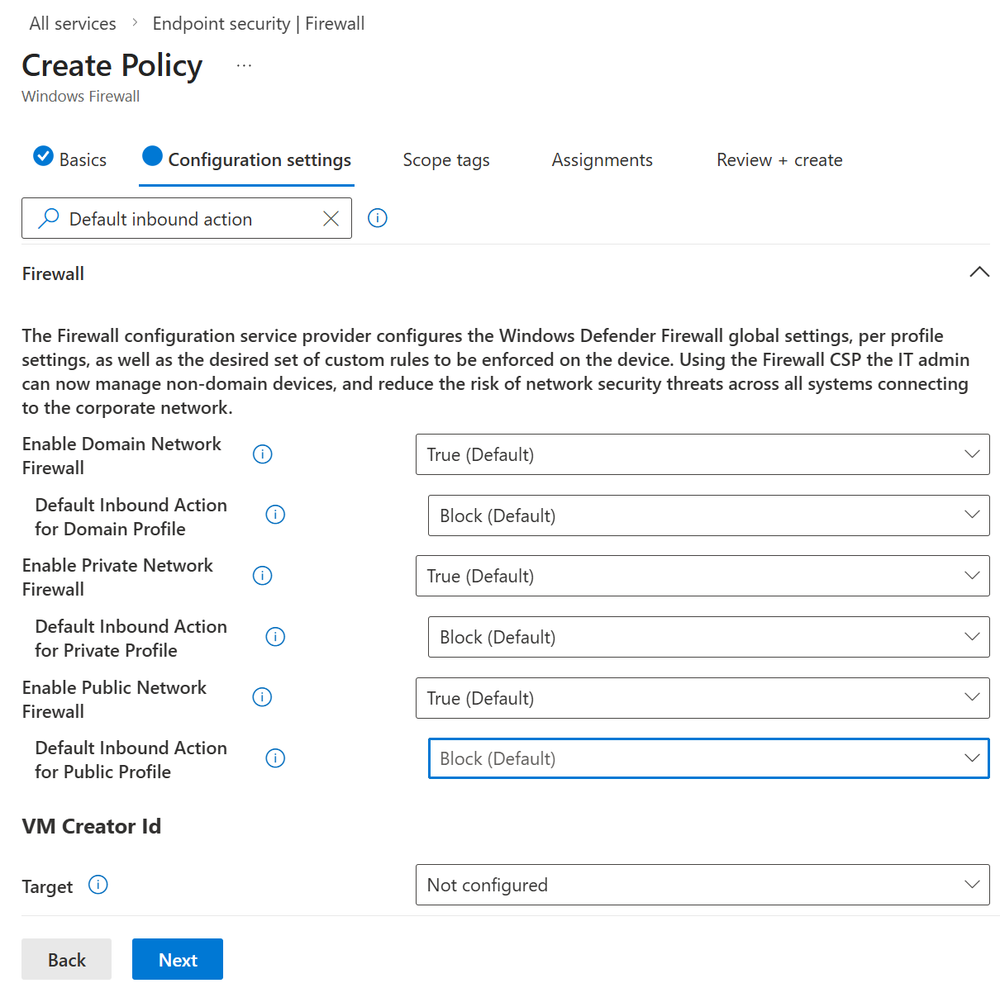 All services > Endpoint security | Firewall
Create Policy ...
Windows Firewall
Basics Configuration settings Scope tags Assignments Review + create
Default inbound action
Firewall
The Firewall configuration service provider configures the Windows Defender Firewall global settings, per profile
settings, as well as the desired set of custom rules to be enforced on the device. Using the Firewall CSP the IT admin
can now manage non-domain devices, and reduce the risk of network security threats across all systems connecting
to the corporate network.
Enable Domain Network
Firewall
True (Default)
Default Inbound Action
for Domain Profile
Block (Default)
Enable Private Network
Firewall
True (Default)
Default Inbound Action
for Private Profile
Block (Default)
Enable Public Network
Firewall
True (Default)
Default Inbound Action
for Public Profile
Block (Default)
VM Creator Id
Target
Not configured
Back Next